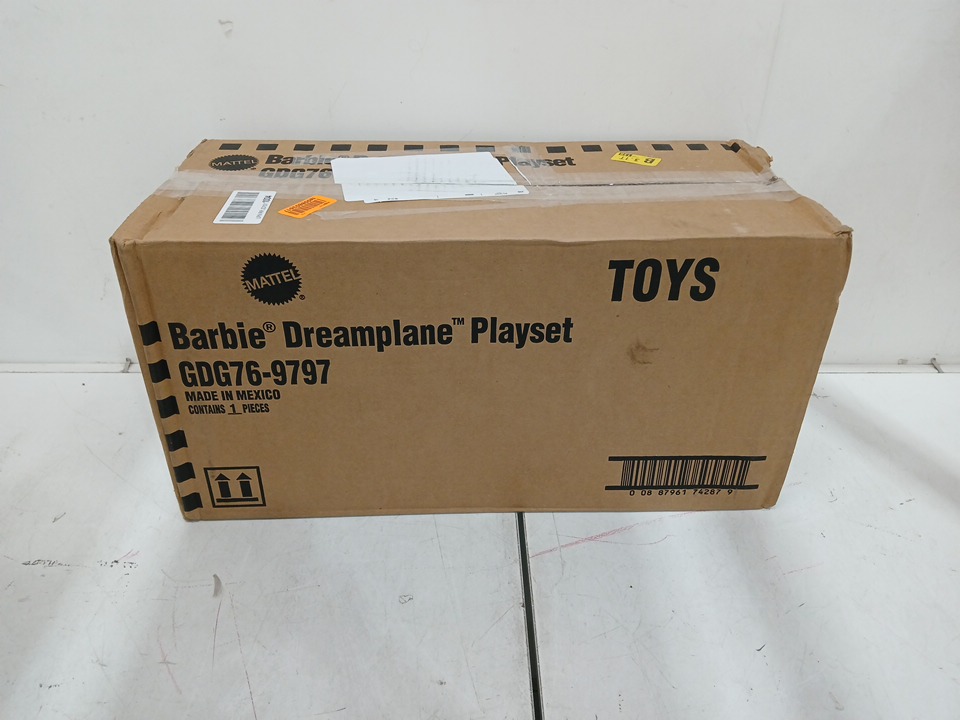 MATTEL
Barbie
Playset
GDG76
B
MATTEL
TOYS
Barbie® Dreamplane™ Playset
GDG76-9797
MADE IN MEXICO
CONTAINS 1 PIECES
0 08 87961 74287 9